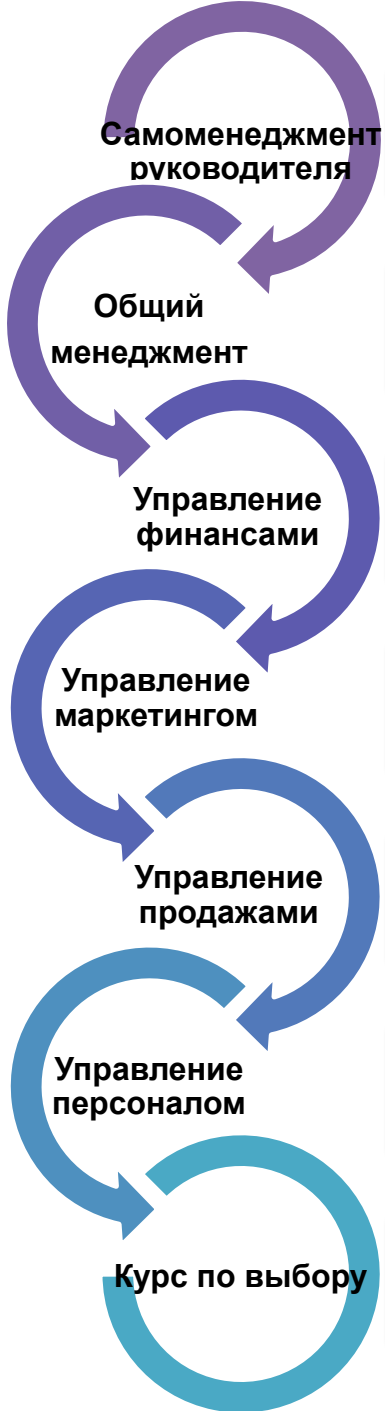 Самоменеджмент
руководителя
Общий
менеджмент
Управление
финансами
Управление
маркетингом
Управление
продажами
Управление
персоналом
Курс по выбору